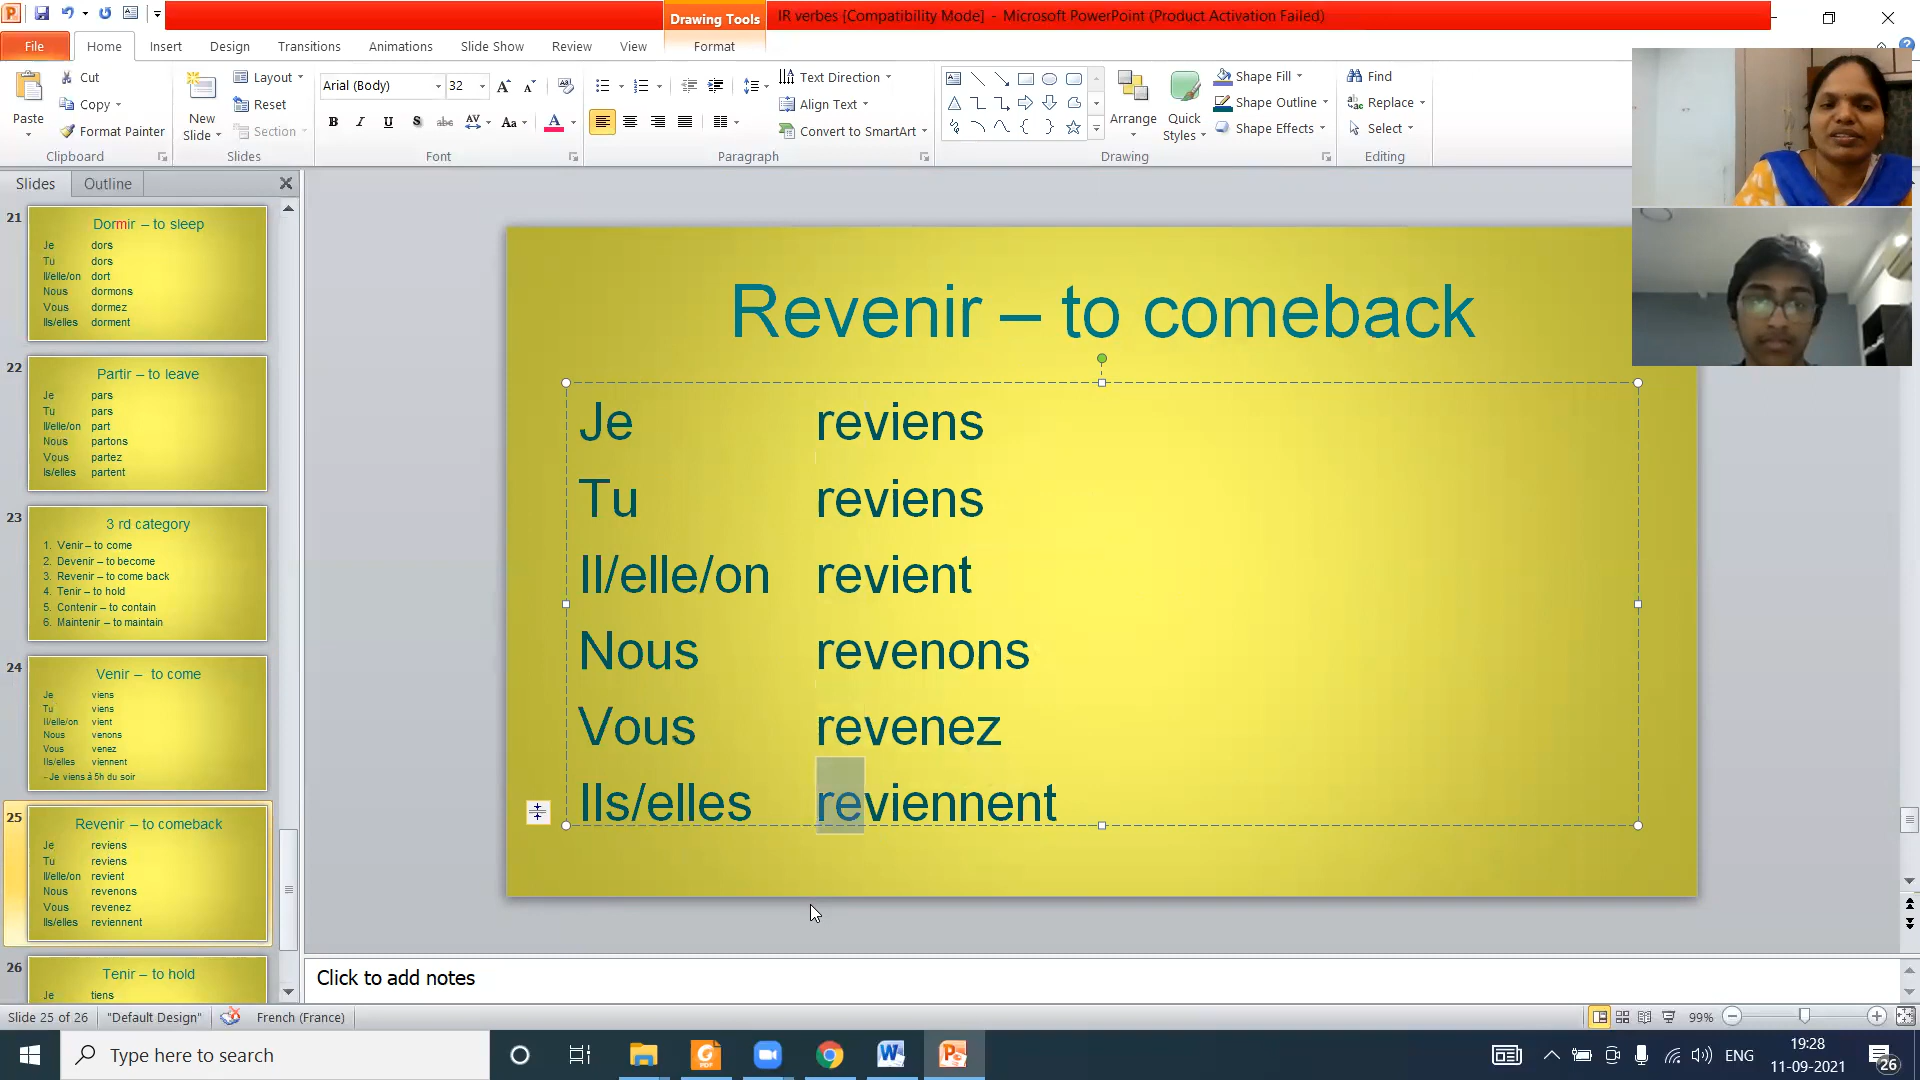 IR verbes [Compatibility Mode] - Microsoft PowerPoint (Product Activation Failed)
Drawing Tools
File Home Insert Design Transitions Animations Slide Show Review View Format
Paste
Cut
Copy
Format Painter
Clipboard
New Slide
Layout
Reset
Section
Slides
Arial (Body) 32
B I U S abc AV Aa A
Font
Text Direction
Align Text
Convert to SmartArt
Paragraph
Arrange
Quick Styles
Shape Fill
Shape Outline
Shape Effects
Drawing
Find
Replace
Select
Editing
Slides Outline
21
Dormir – to sleep
Je dors
Tu dors
Il/elle/on dort
Nous dormons
Vous dormez
Ils/elles dorment
22
Partir – to leave
Je pars
Tu pars
Il/elle/on part
Nous partons
Vous partez
Is/elles partent
23
3 rd category
1. Venir – to come
2. Devenir – to become
3. Revenir – to come back
4. Tenir – to hold
5. Contenir – to contain
6. Maintenir – to maintain
24
Venir – to come
Je viens
Tu viens
Il/elle/on vient
Nous venons
Vous venez
Ils/elles viennent
-Je viens à 5h du soir
25
Revenir – to comeback
Je reviens
Tu reviens
Il/elle/on revient
Nous revenons
Vous revenez
Ils/elles reviennent
26
Tenir – to hold
Je tiens
Revenir – to comeback
Je reviens
Tu reviens
Il/elle/on revient
Nous revenons
Vous revenez
Ils/elles reviennent
Click to add notes
Slide 25 of 26 "Default Design" French (France) 99%
Type here to search
ENG
19:28
11-09-2021
26